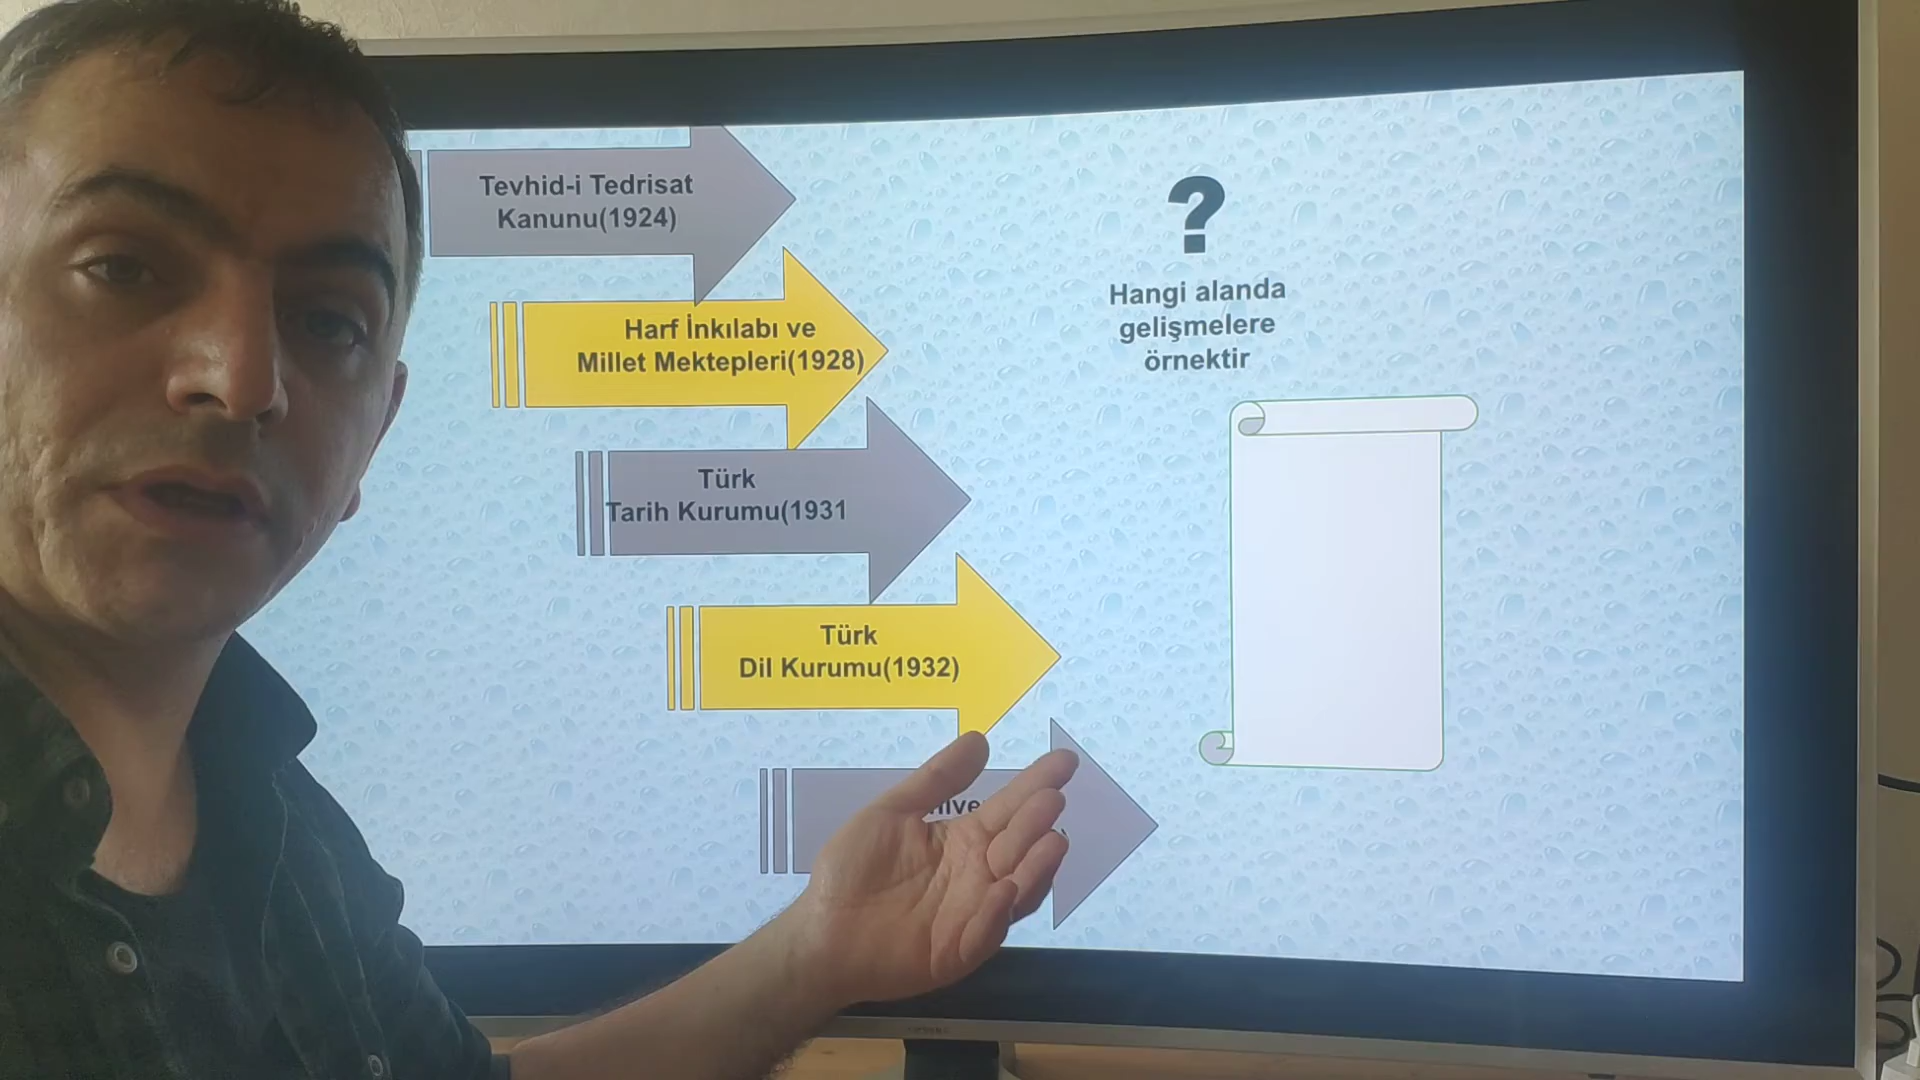 Tevhid-i Tedrisat
Kanunu(1924)
Harf İnkılabı ve
Millet Mektepleri(1928)
Türk
Tarih Kurumu(1931
Türk
Dil Kurumu(1932)
?
Hangi alanda
gelişmelere
örnektir